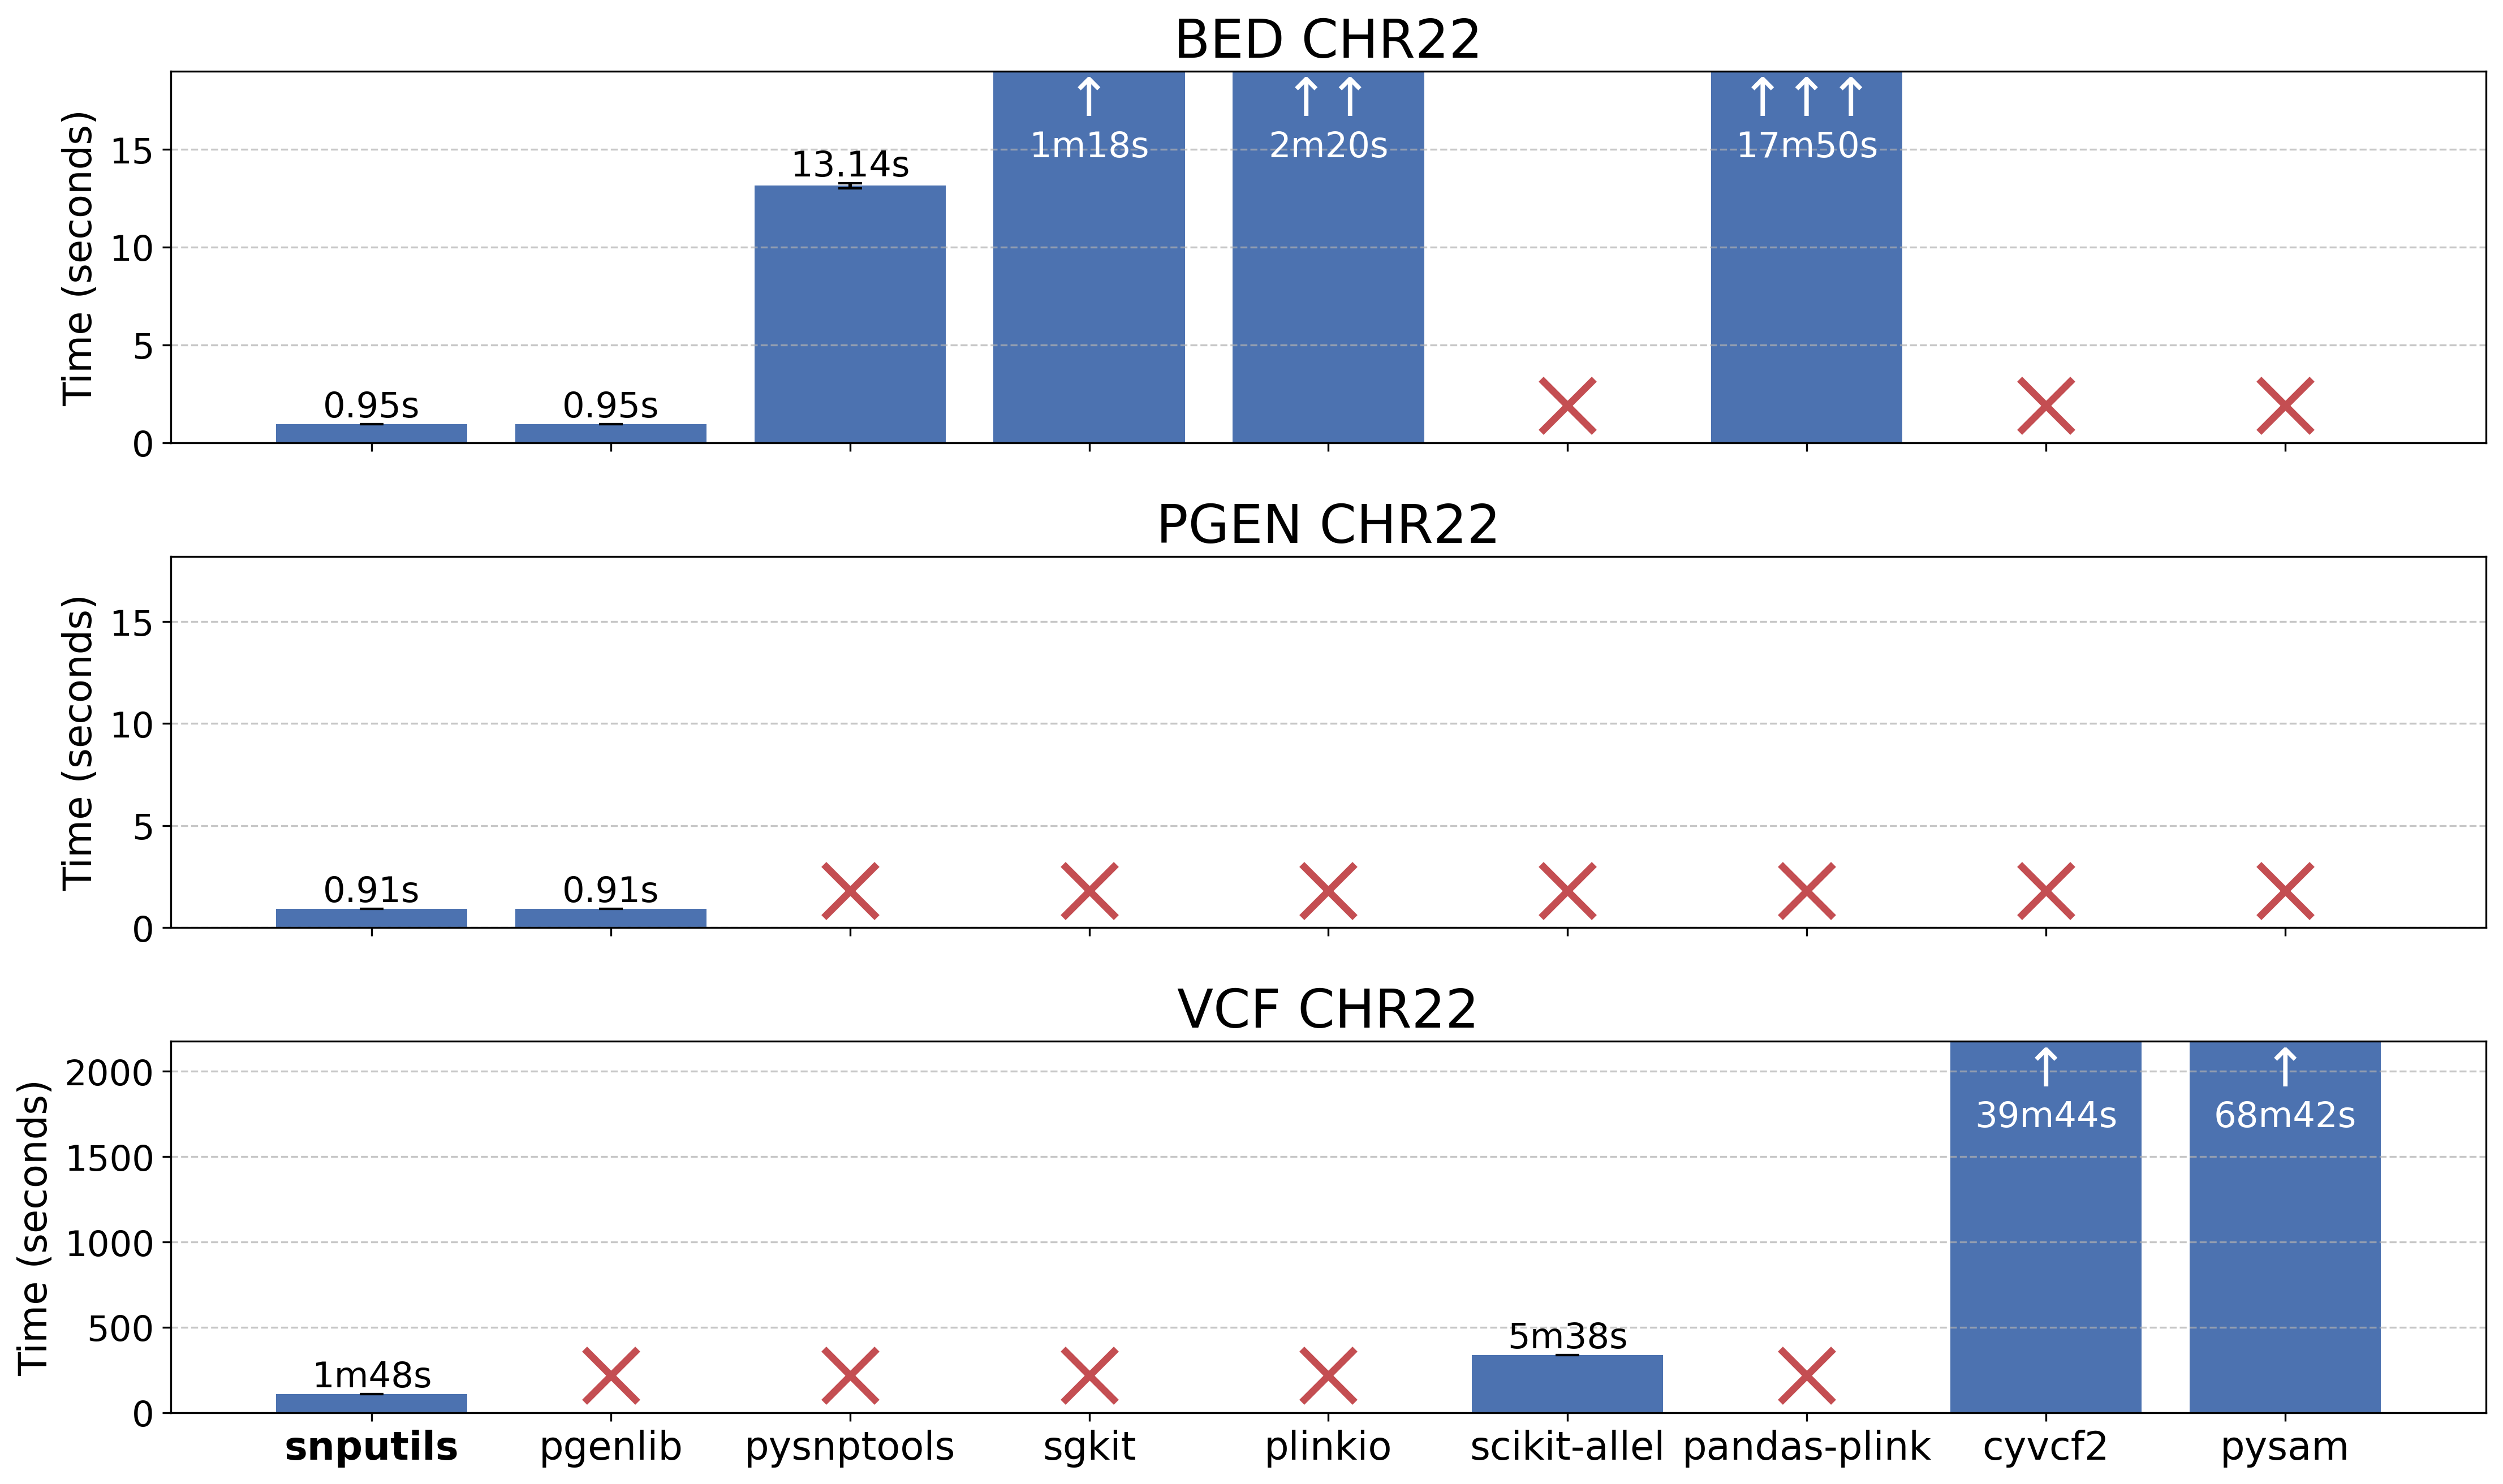 BED CHR22
Time (seconds)
15
10
5
0
0.95s
0.95s
13.14s
↑
1m18s
↑ ↑
2m20s
↑ ↑ ↑
17m50s
PGEN CHR22
Time (seconds)
15
10
5
0
0.91s
0.91s
VCF CHR22
Time (seconds)
2000
1500
1000
500
0
1m48s
5m38s
↑
39m44s
↑
68m42s
snputils
pgenlib
pysnptools
sgkit
plinkio
scikit-allel
pandas-plink
cyvcf2
pysam